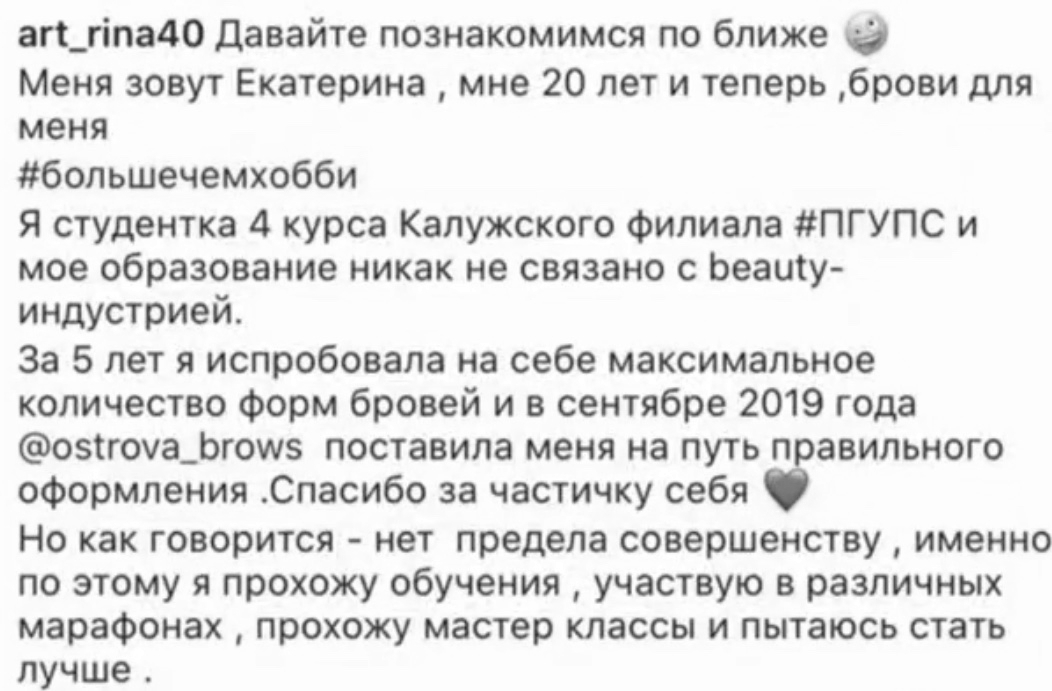 art_rina40 Давайте познакомимся по ближе 🤪
Меня зовут Екатерина , мне 20 лет и теперь ,брови для
меня
#большечемхобби
Я студентка 4 курса Калужского филиала #ПГУПС и
мое образование никак не связано с beauty-
индустрией.
За 5 лет я испробовала на себе максимальное
количество форм бровей и в сентябре 2019 года
@ostrova_brows поставила меня на путь правильного
оформления .Спасибо за частичку себя 🖤
Но как говорится - нет предела совершенству , именно
по этому я прохожу обучения , участвую в различных
марафонах , прохожу мастер классы и пытаюсь стать
лучше .